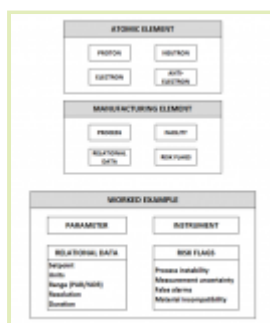 ATOMIC ELEMENT
PROTON
NEUTRON
ELECTRON
ANTI-
ELECTRON
MANUFACTURING ELEMENT
PROCESS
FACILITY
RELATIONAL
DATA
RISK FLAGS
WORKED EXAMPLE
PARAMETER
INSTRUMENT
RELATIONAL DATA
Setpoint
Units
Range (PAR/NOR)
Resolution
Duration
RISK FLAGS
Process instability
Measurement uncertainty
False alarms
Material incompatibility